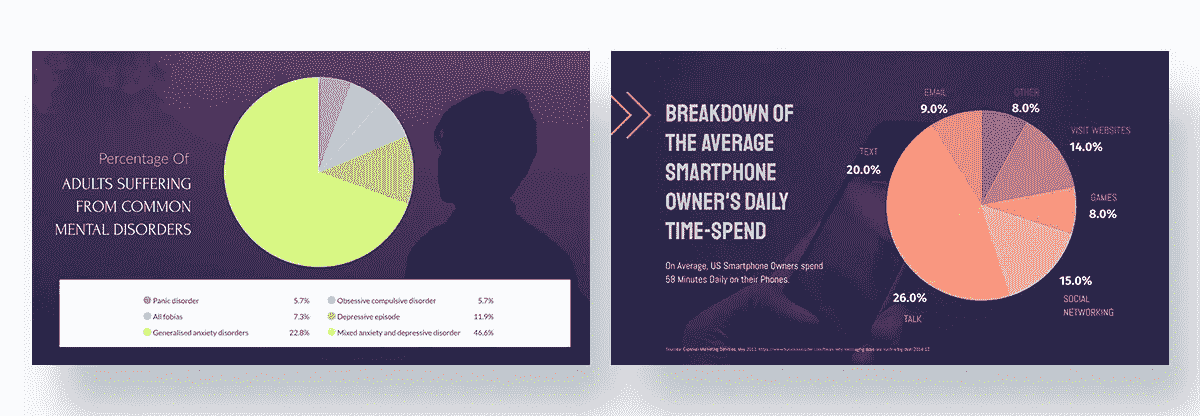 Percentage Of
ADULTS SUFFERING
FROM COMMON
MENTAL DISORDERS
Panic disorder 5.7%
Obsessive compulsive disorder 5.7%
All fobias 7.3%
Depressive episode 11.9%
Generalised anxiety disorders 22.8%
Mixed anxiety and depressive disorder 46.6%
BREAKDOWN OF
THE AVERAGE
SMARTPHONE
OWNER'S DAILY
TIME-SPEND
On Average, US Smartphone Owners spend
58 Minutes Daily on their Phones.
EMAIL
9.0%
OTHER
8.0%
VISIT WEBSITES
14.0%
TEXT
20.0%
GAMES
8.0%
15.0%
SOCIAL
NETWORKING
26.0%
TALK